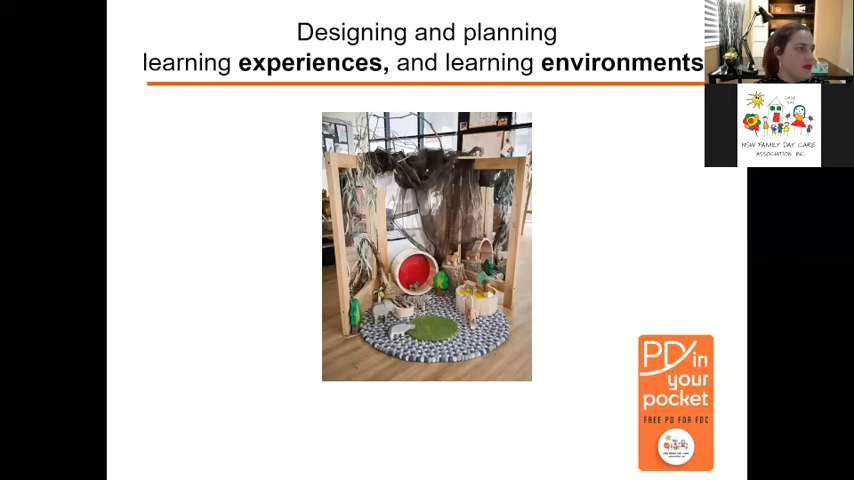 Designing and planning
learning experiences, and learning environments
NSW FAMILY DAY CARE
ASSOCIATION INC.
PD in
your
pocket
FREE PD FOR FDC